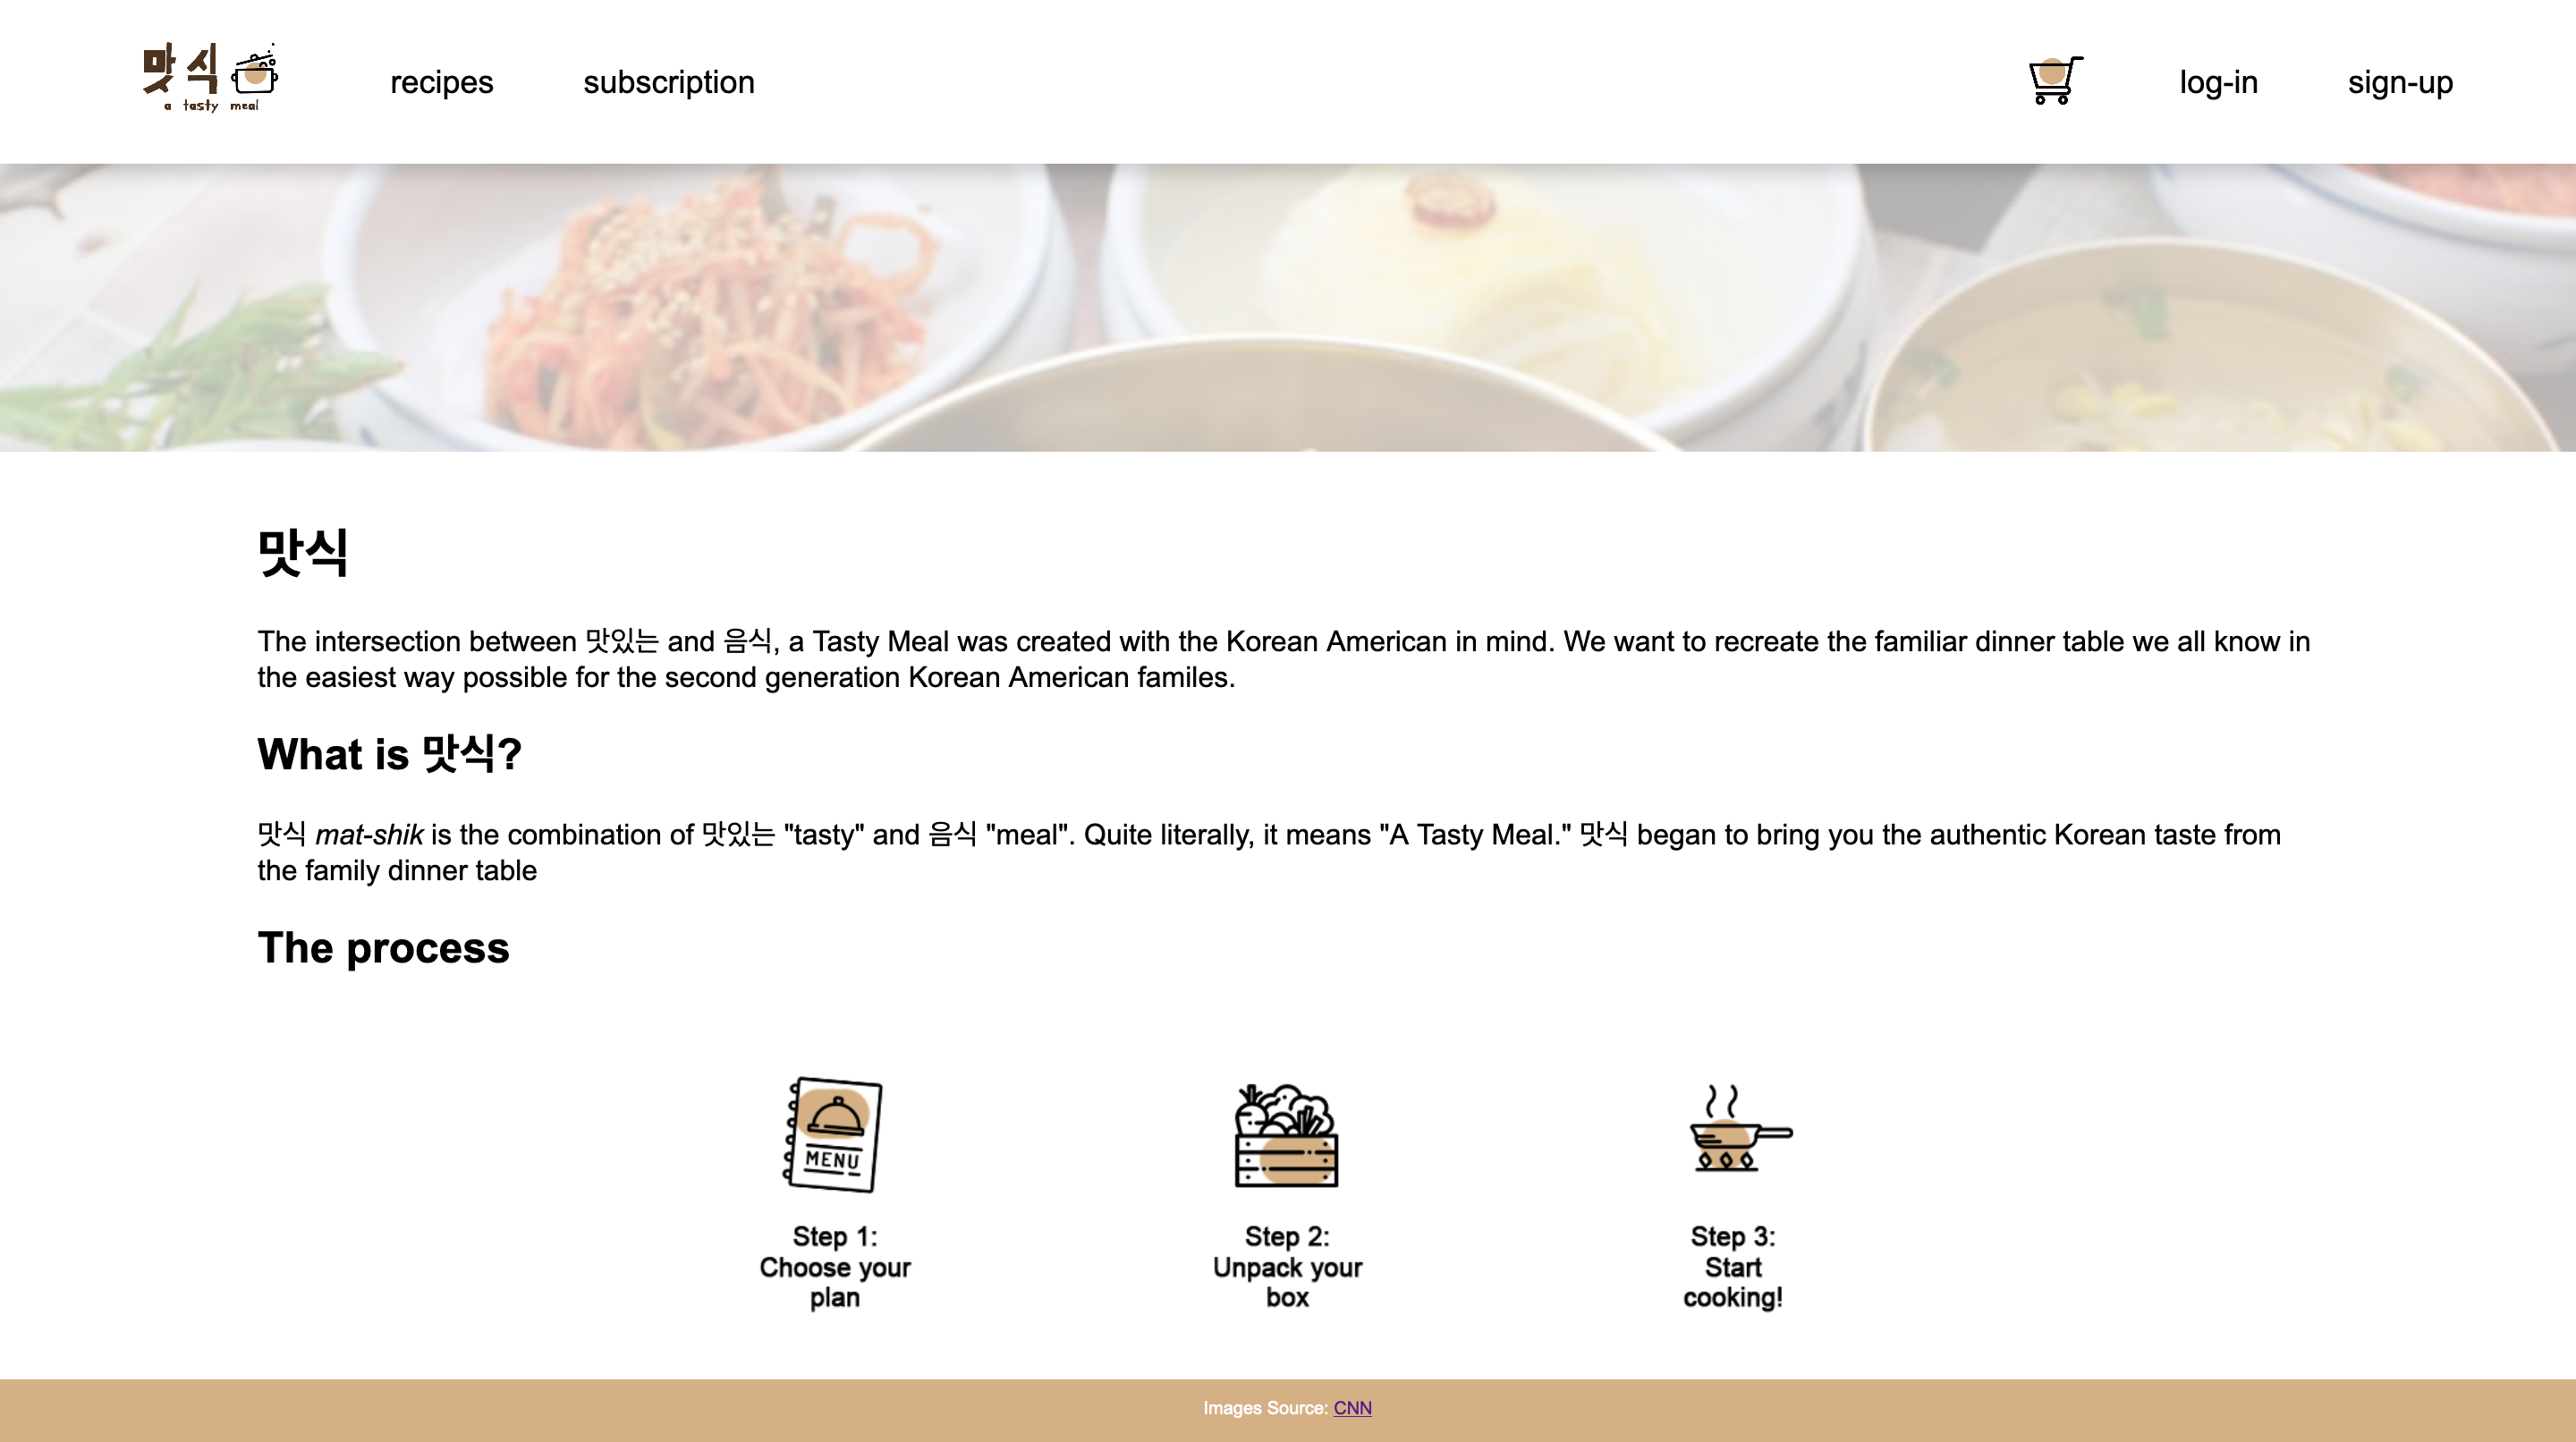 맛식
a tasty meal
recipes
subscription
log-in
sign-up
맛식
The intersection between 맛있는 and 음식, a Tasty Meal was created with the Korean American in mind. We want to recreate the familiar dinner table we all know in
the easiest way possible for the second generation Korean American familes.
What is 맛식?
맛식 mat-shik is the combination of 맛있는 "tasty" and 음식 "meal". Quite literally, it means "A Tasty Meal." 맛식 began to bring you the authentic Korean taste from
the family dinner table
The process
MENU
Step 1:
Choose your
plan
Step 2:
Unpack your
box
Step 3:
Start
cooking!
Images Source: CNN